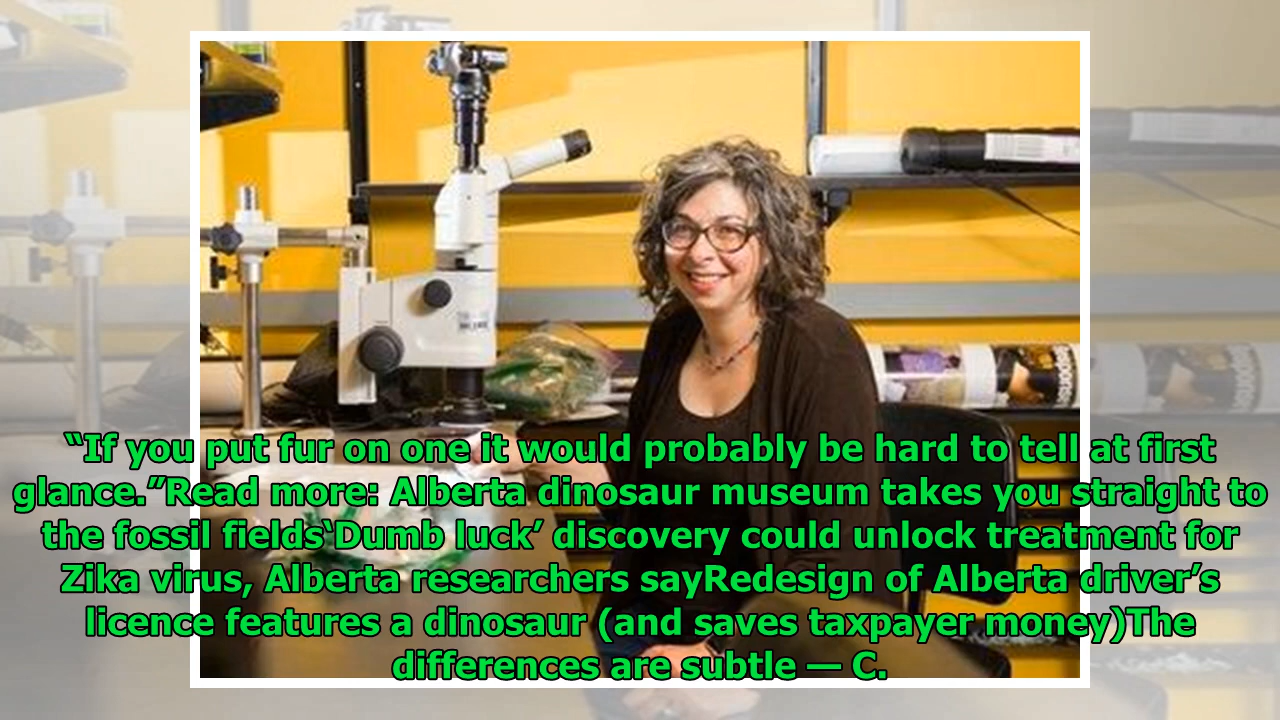 “If you put fur on one it would probably be hard to tell at first
glance.”Read more: Alberta dinosaur museum takes you straight to
the fossil fields‘Dumb luck’ discovery could unlock treatment for
Zika virus, Alberta researchers sayRedesign of Alberta driver’s
licence features a dinosaur (and saves taxpayer money)The
differences are subtle — C.